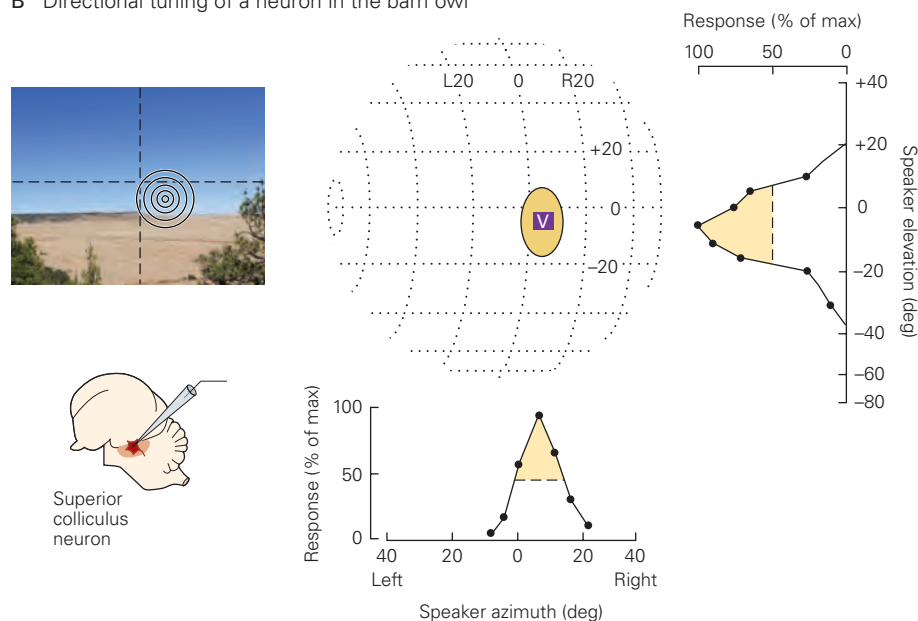 B Directional tuning of a neuron in the barn owl
Response (% of max)
100 50 0
L20 0 R20
+20
0
–20
V
+40
+20
0
–20
–40
–60
–80
Speaker elevation (deg)
Superior
colliculus
neuron
Response (% of max)
100
50
0
40 20 0 20 40
Left Right
Speaker azimuth (deg)